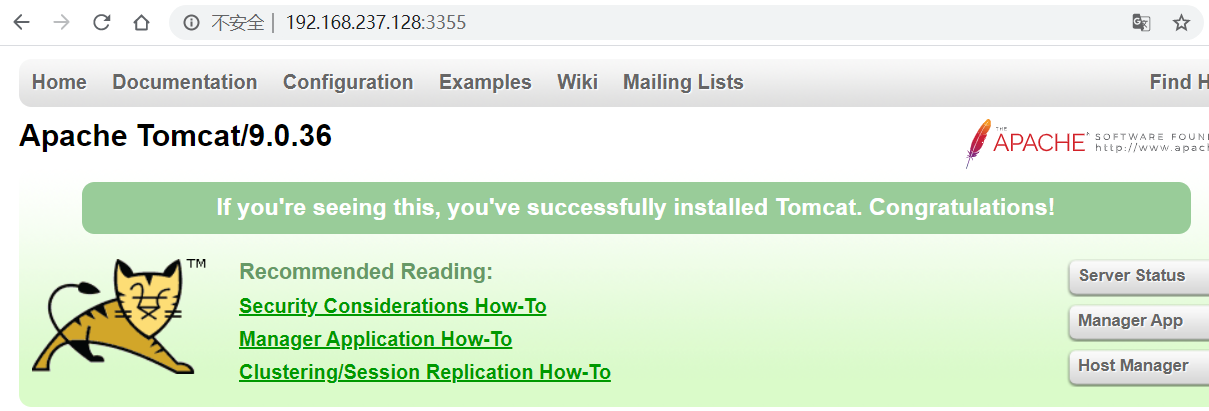 不安全 192.168.237.128:3355
Home Documentation Configuration Examples Wiki Mailing Lists Find H
Apache Tomcat/9.0.36
THE
APACHE SOFTWARE FOUN
http://www.apac
If you're seeing this, you've successfully installed Tomcat. Congratulations!
TM
Recommended Reading:
Security Considerations How-To
Manager Application How-To
Clustering/Session Replication How-To
Server Status
Manager App
Host Manager